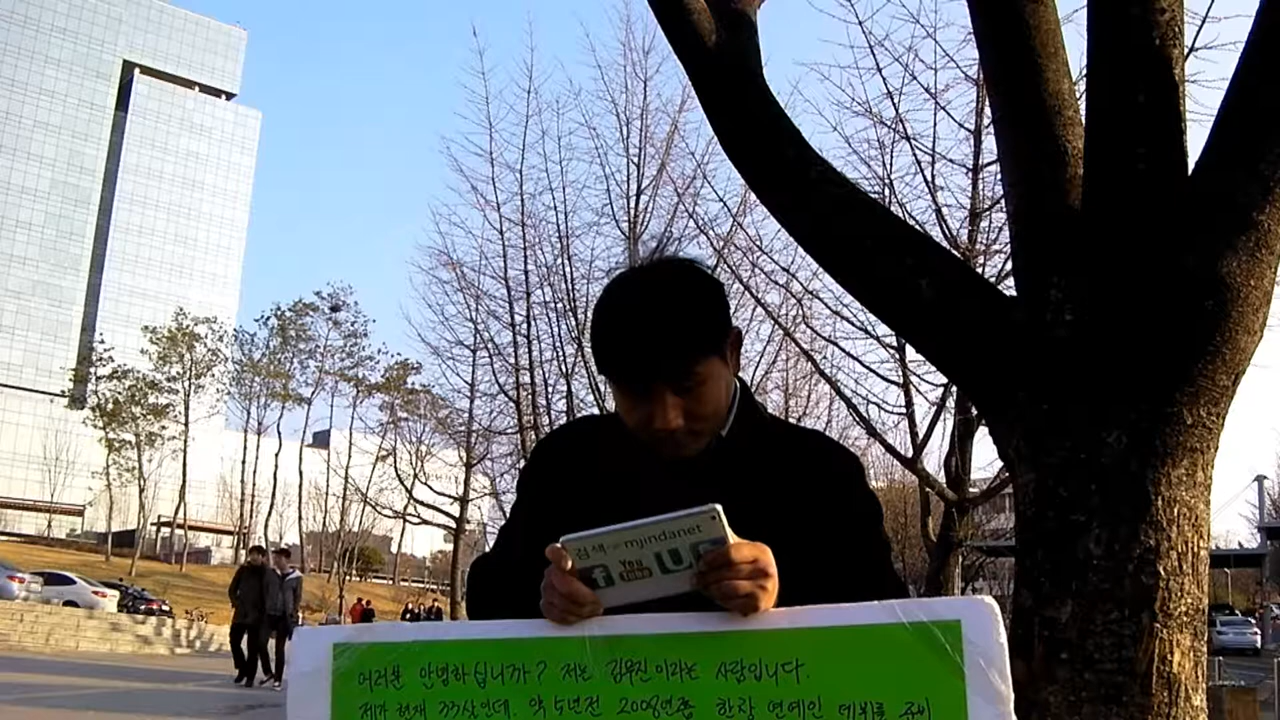 검색 mjindanet
f You Tube U
여러분 안녕하십니까? 저는 김우진이라는 사람입니다.
제가 현재 33살인데. 약 5년전 2008년쯤 한창 연예인 데뷔를 준비